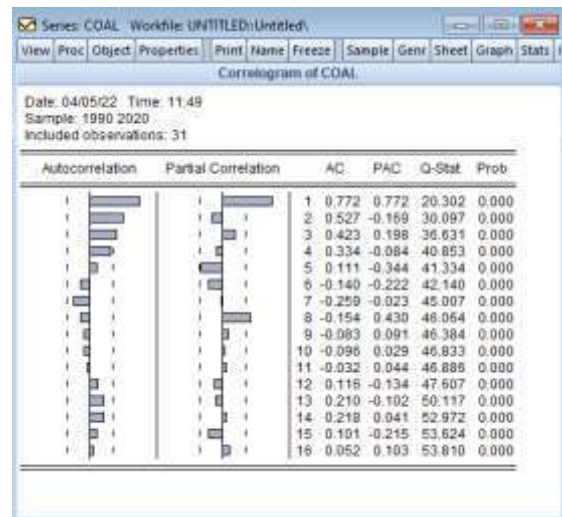 Series: COAL Workfile: UNTITLED::Untitled\
View Proc Object Properties Print Name Freeze Sample Genr Sheet Graph Stats
Correlogram of COAL
Date: 04/05/22 Time: 11:49
Sample: 1990 2020
Included observations: 31
Autocorrelation Partial Correlation AC PAC Q-Stat Prob
1 0.772 0.772 20.302 0.000
2 0.527 -0.169 30.097 0.000
3 0.423 0.198 36.631 0.000
4 0.334 -0.084 40.853 0.000
5 0.111 -0.344 41.334 0.000
6 -0.140 -0.222 42.140 0.000
7 -0.259 -0.023 45.007 0.000
8 -0.154 0.430 46.064 0.000
9 -0.083 0.091 46.384 0.000
10 -0.096 0.029 46.833 0.000
11 -0.032 0.044 46.886 0.000
12 0.116 -0.134 47.607 0.000
13 0.210 -0.102 50.117 0.000
14 0.218 0.041 52.972 0.000
15 0.101 -0.215 53.624 0.000
16 0.052 0.103 53.810 0.000